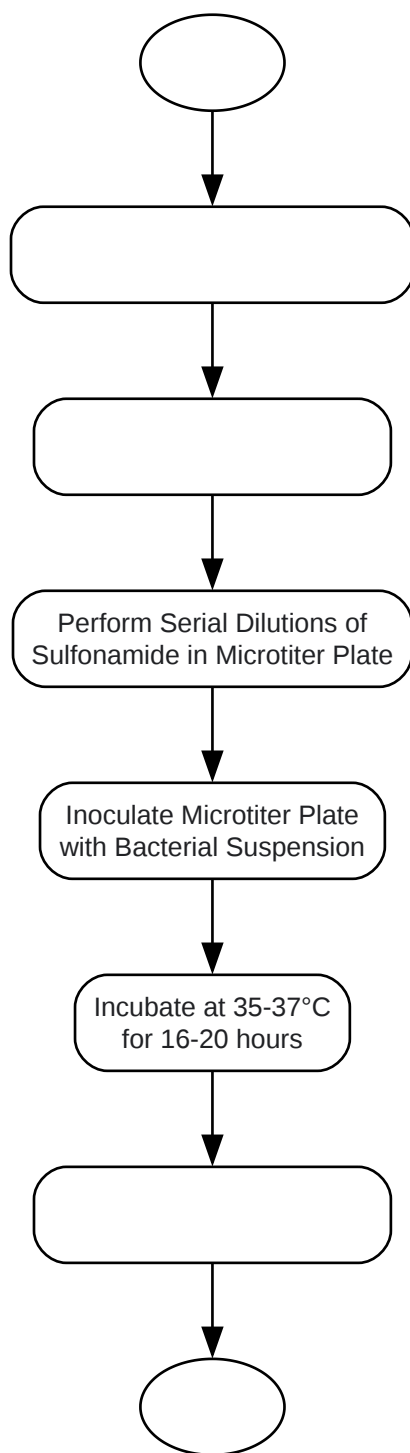 Perform Serial Dilutions of
Sulfonamide in Microtiter Plate
Inoculate Microtiter Plate
with Bacterial Suspension
Incubate at 35-37°C
for 16-20 hours